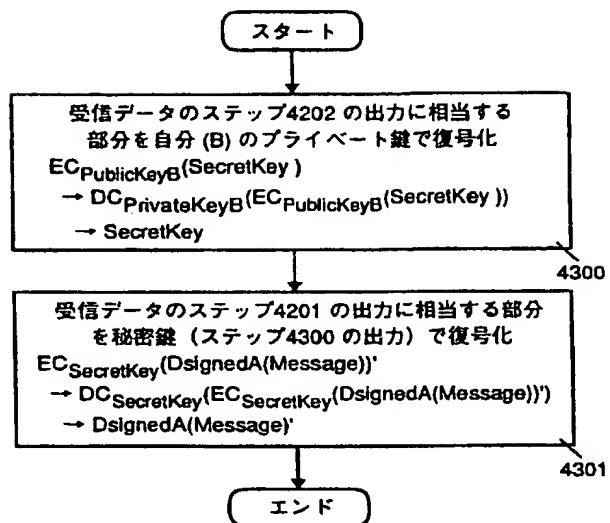 スタート
受信データのステップ4202 の出力に相当する
部分を自分 (B) のプライベート鍵で復号化
EC_PublicKeyB(SecretKey )
→ DC_PrivateKeyB(EC_PublicKeyB(SecretKey ))
→ SecretKey
4300
受信データのステップ4201 の出力に相当する部分
を秘密鍵（ステップ4300 の出力）で復号化
EC_SecretKey(DsignedA(Message))'
→ DC_SecretKey(EC_SecretKey(DsignedA(Message))')
→ DsignedA(Message)'
4301
エンド